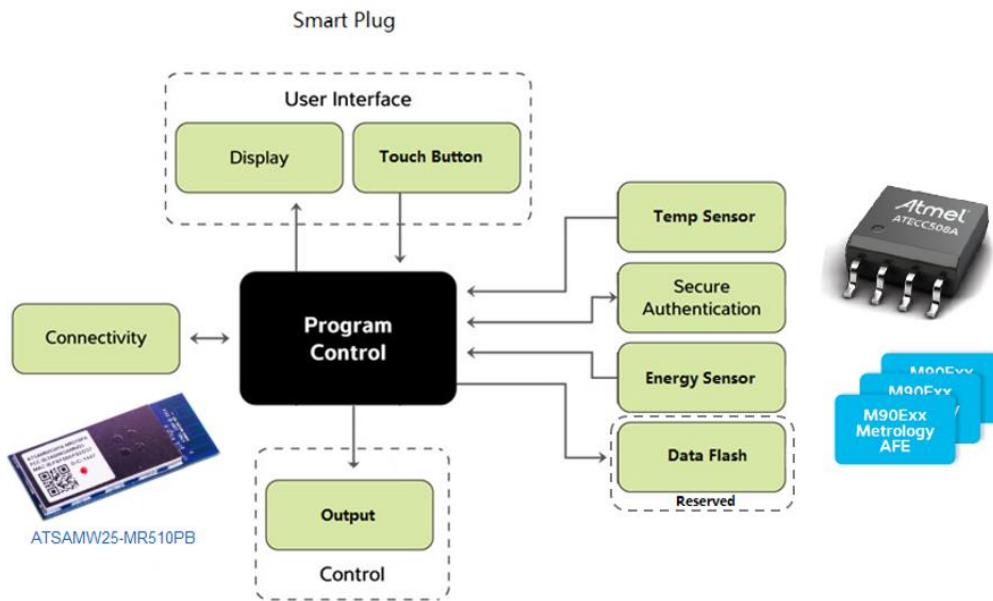 Smart Plug
User Interface
Display
Touch Button
Temp Sensor
Atmel
ATECC508A
Secure
Authentication
Program
Control
Connectivity
Energy Sensor
M90Exx
M90Exx
M90Exx
Metrology
AFE
Data Flash
Reserved
Output
ATSAMW25-MR510PB
Control